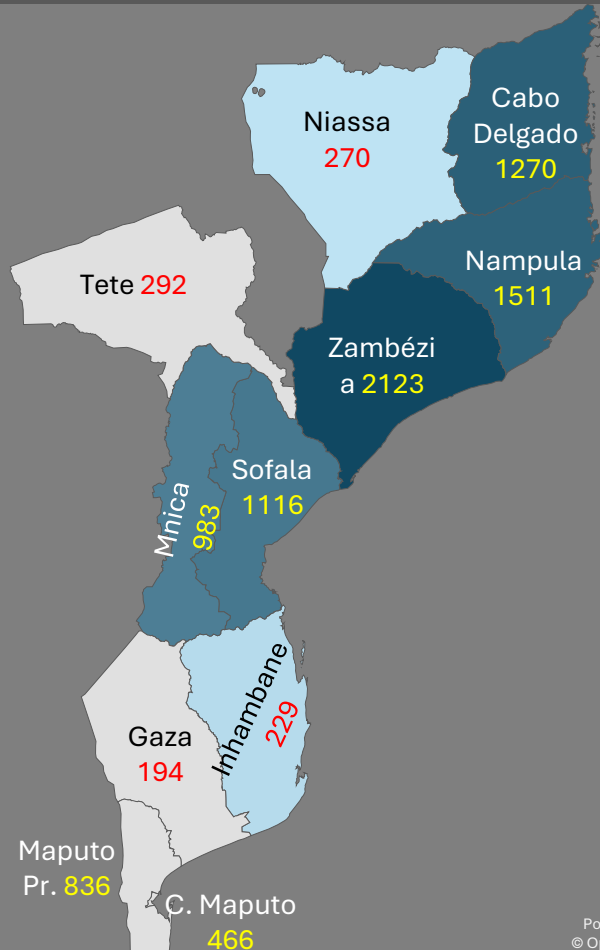 Cabo
Delgado
1270
Niassa
270
Nampula
1511
Tete 292
Zambézi
a 2123
Sofala
1116
Mnica
983
Inhambane
229
Gaza
194
Maputo
Pr. 836
C. Maputo
466
Po
©